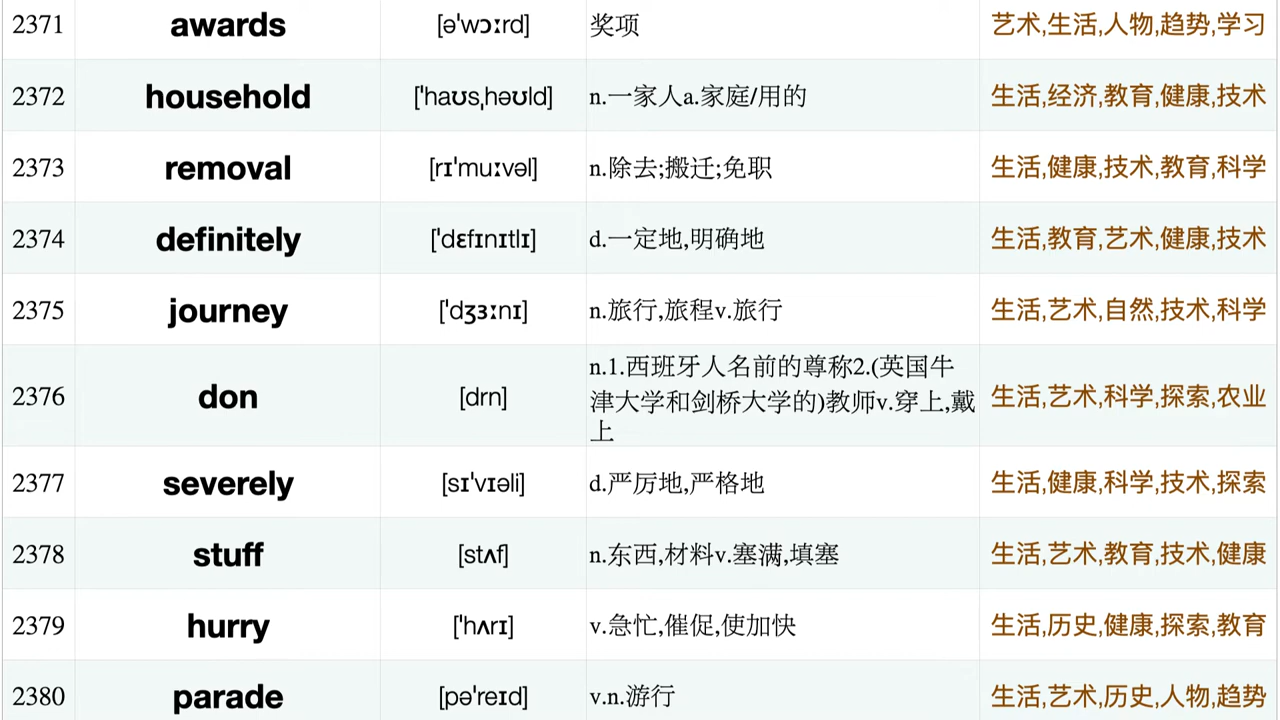 2371 awards [ə'wɔːrd] 奖项 艺术,生活,人物,趋势,学习
2372 household ['haʊsˌhəʊld] n.一家人a.家庭/用的 生活,经济,教育,健康,技术
2373 removal [rɪ'muːvəl] n.除去;搬迁;免职 生活,健康,技术,教育,科学
2374 definitely ['dɛfɪnɪtlɪ] d.一定地,明确地 生活,教育,艺术,健康,技术
2375 journey ['dʒɜːnɪ] n.旅行,旅程v.旅行 生活,艺术,自然,技术,科学
2376 don [drn] n.1.西班牙人名前的尊称2.(英国牛
津大学和剑桥大学的)教师v.穿上,戴
上 生活,艺术,科学,探索,农业
2377 severely [sɪ'vɪəli] d.严厉地,严格地 生活,健康,科学,技术,探索
2378 stuff [stʌf] n.东西,材料v.塞满,填塞 生活,艺术,教育,技术,健康
2379 hurry ['hʌrɪ] v.急忙,催促,使加快 生活,历史,健康,探索,教育
2380 parade [pə'reɪd] v.n.游行 生活,艺术,历史,人物,趋势